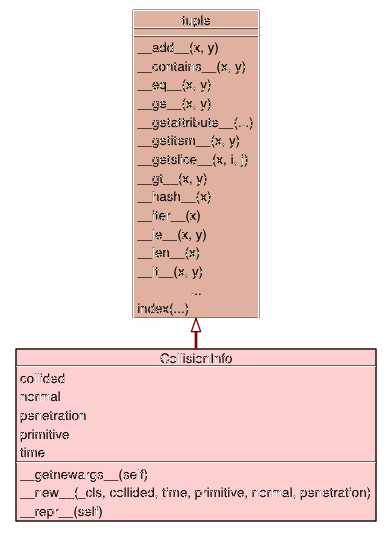 tuple
__add__(x, y)
__contains__(x, y)
__eq__(x, y)
__ge__(x, y)
__getattribute__(...)
__getitem__(x, y)
__getslice__(x, i, j)
__gt__(x, y)
__hash__(x)
__iter__(x)
__le__(x, y)
__len__(x)
__lt__(x, y)
...
index(...)
CollisionInfo
collided
normal
penetration
primitive
time
__getnewargs__(self)
__new__(_cls, collided, time, primitive, normal, penetration)
__repr__(self)